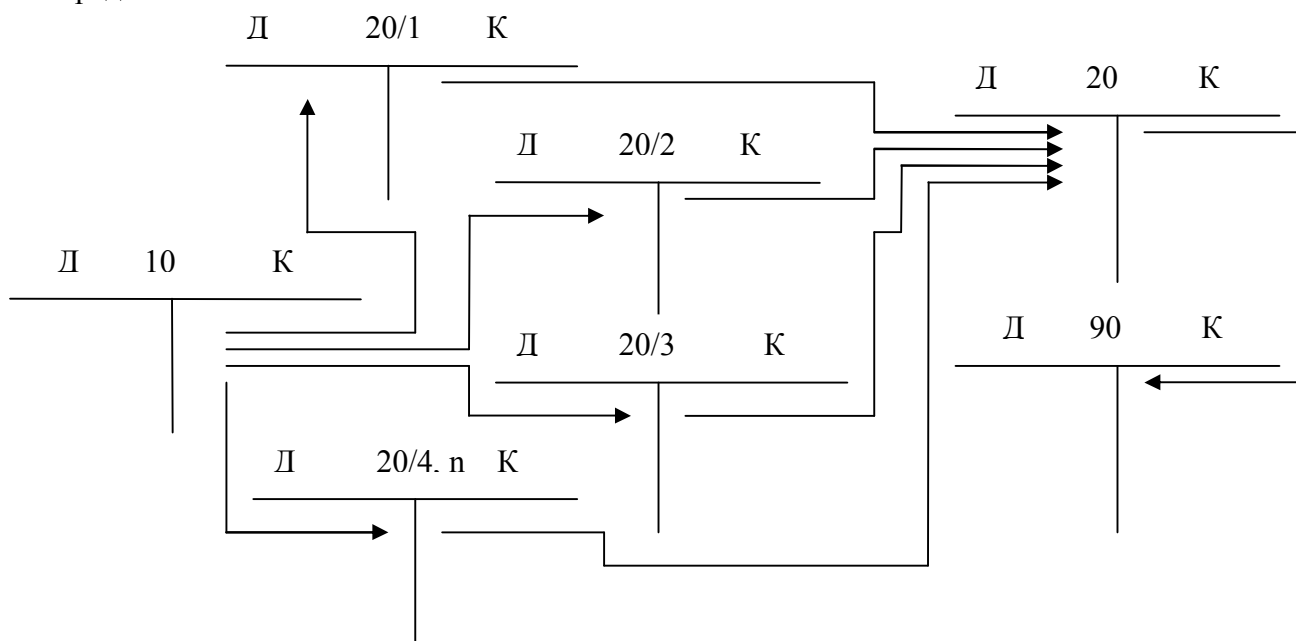 Д 20/1 К
Д 20 К
Д 20/2 К
Д 10 К
Д 20/3 К
Д 90 К
Д 20/4, n К